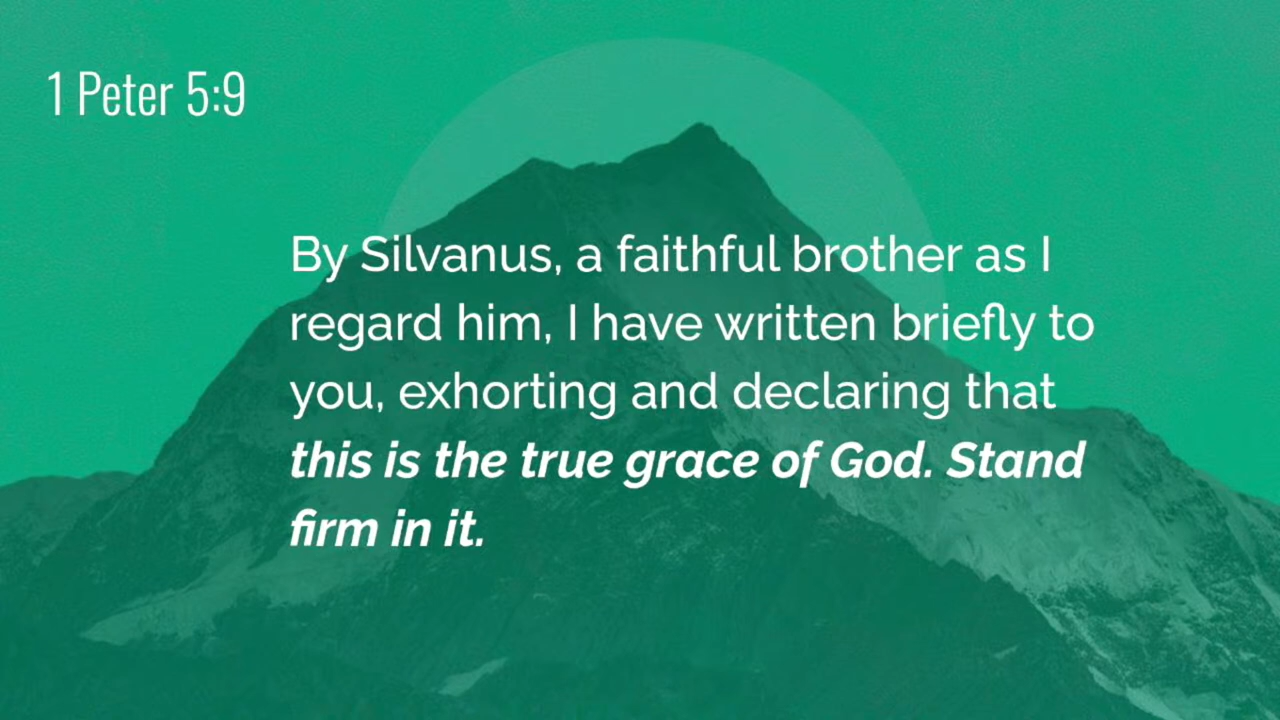 1 Peter 5:9
By Silvanus, a faithful brother as I
regard him, I have written briefly to
you, exhorting and declaring that
this is the true grace of God. Stand
firm in it.